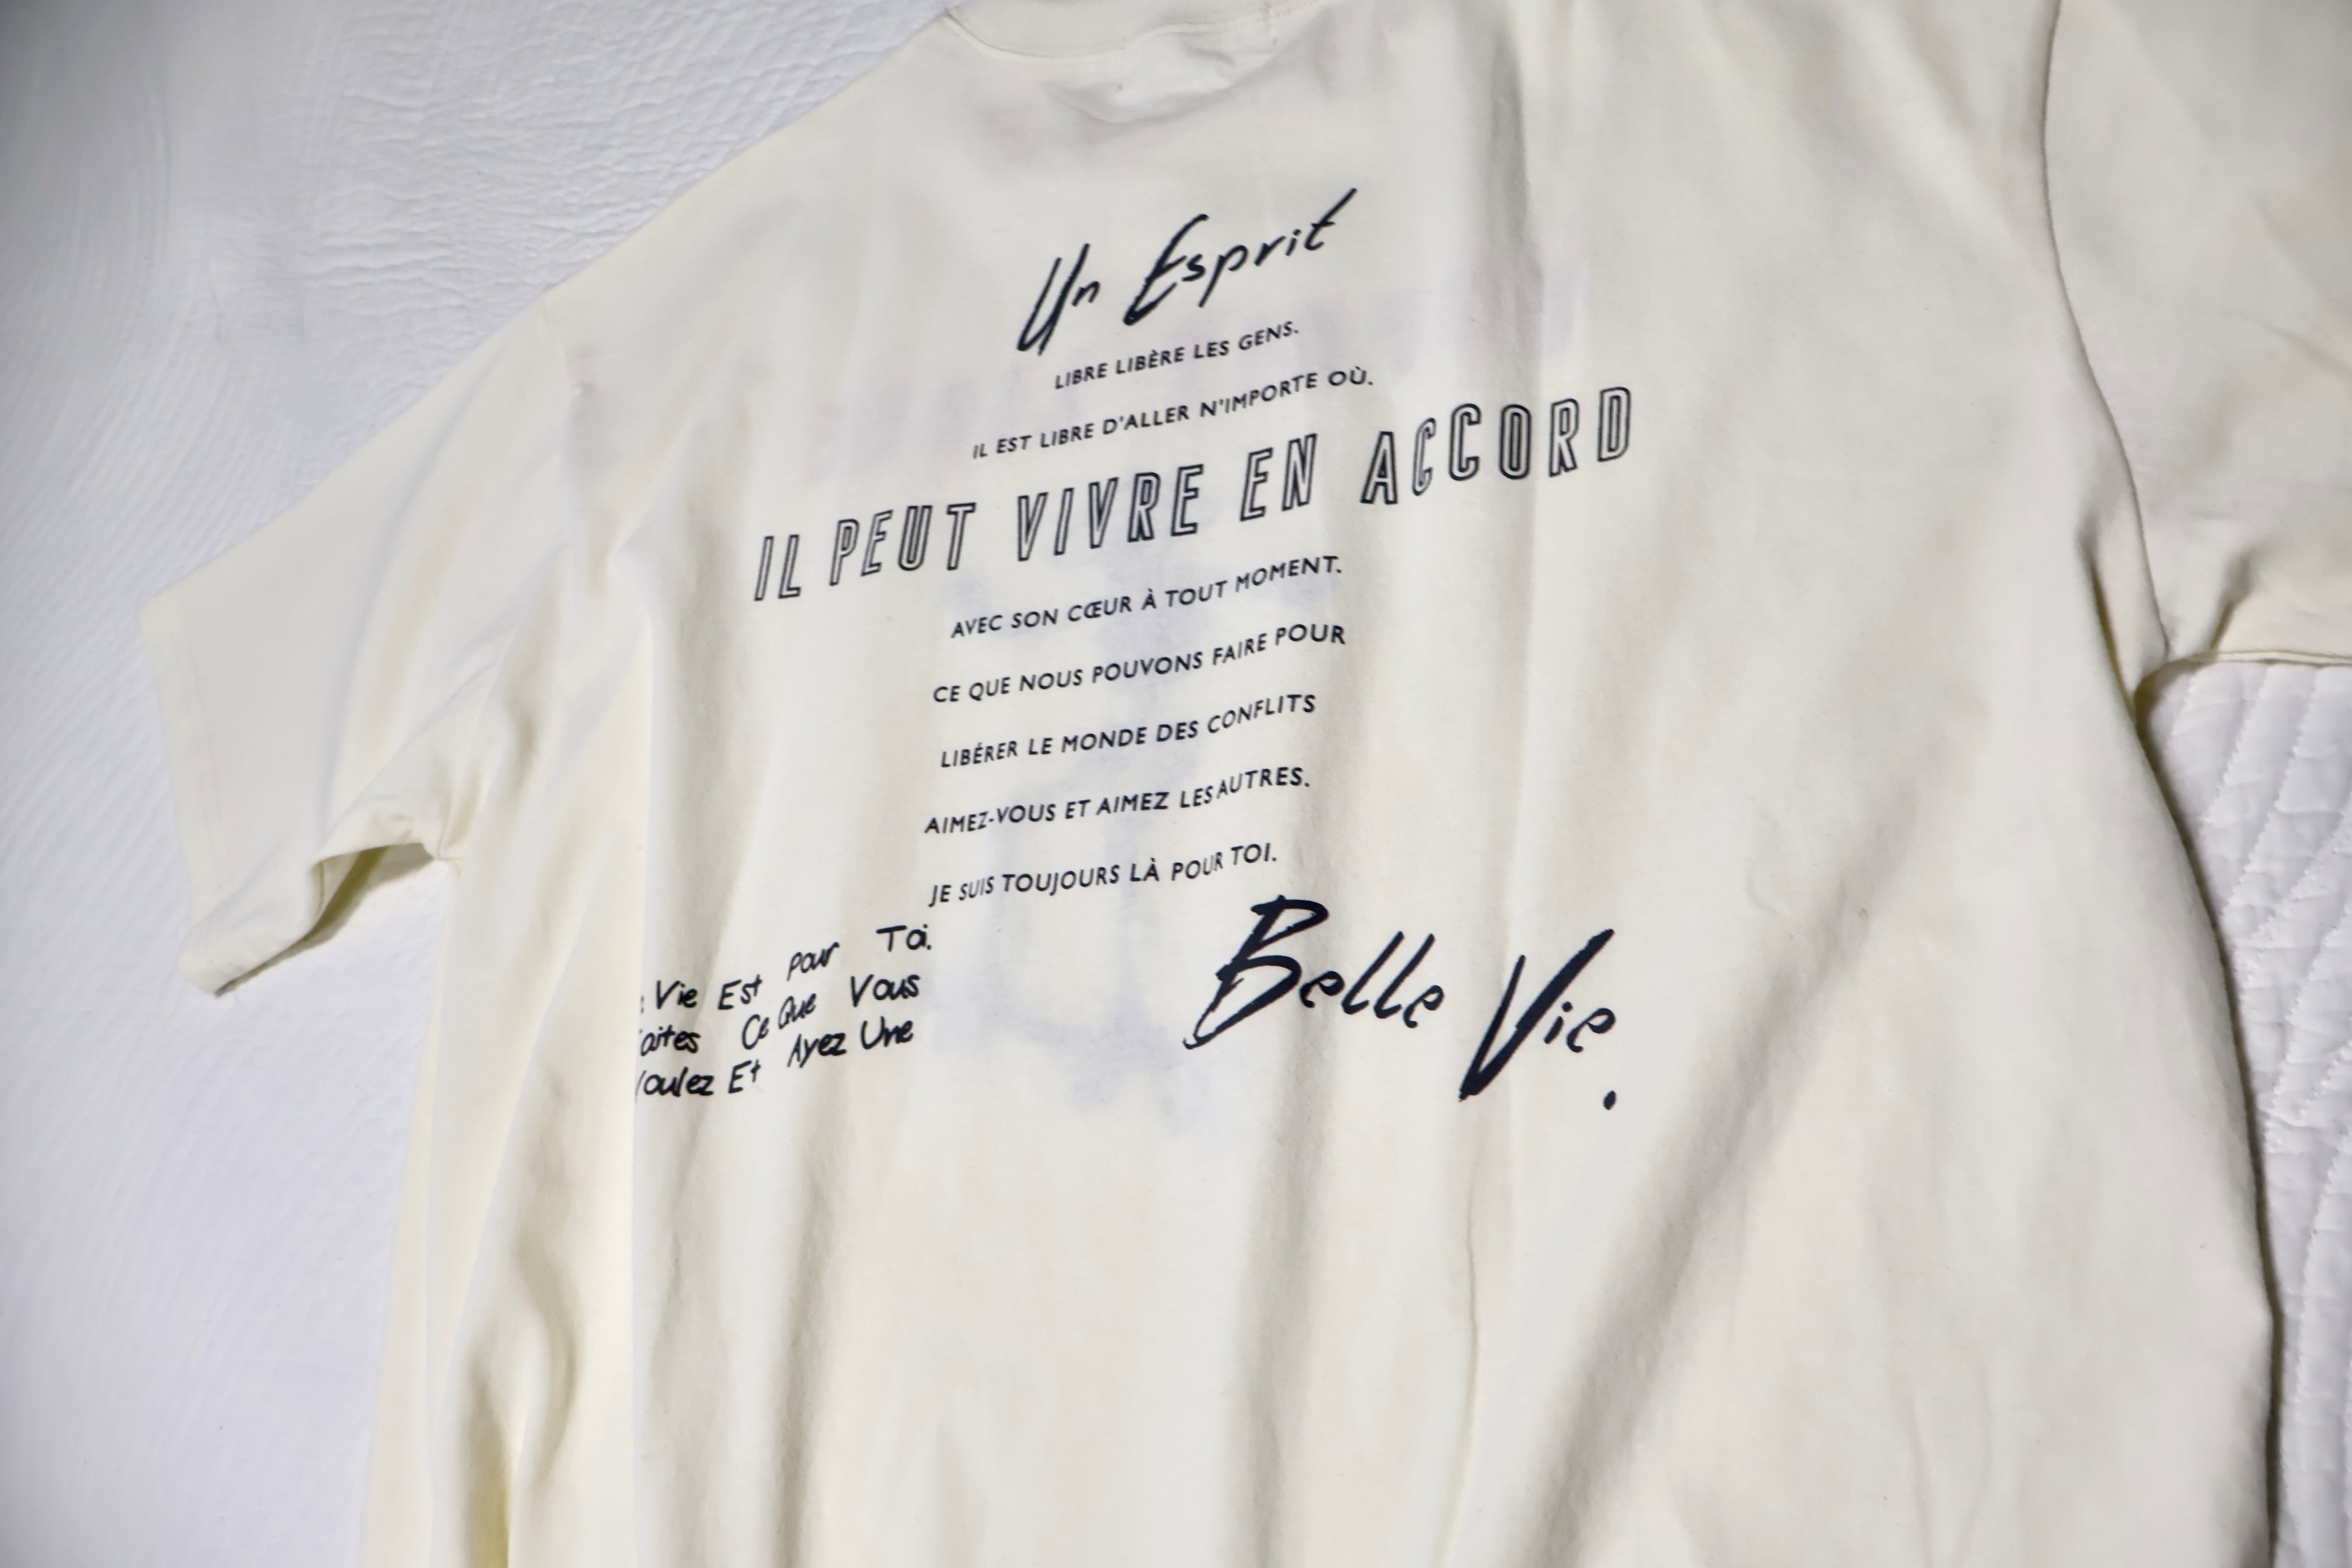 Un Esprit
LIBRE LIBÈRE LES GENS.
IL EST LIBRE D'ALLER N'IMPORTE OÙ.
IL PEUT VIVRE EN ACCORD
AVEC SON CŒUR À TOUT MOMENT.
CE QUE NOUS POUVONS FAIRE POUR
LIBÉRER LE MONDE DES CONFLITS
AIMEZ-VOUS ET AIMEZ LES AUTRES.
JE SUIS TOUJOURS LÀ POUR TOI.
Vie Est Pour Toi.
Ce Que Vous
Et Ayez Une
Belle Vie.